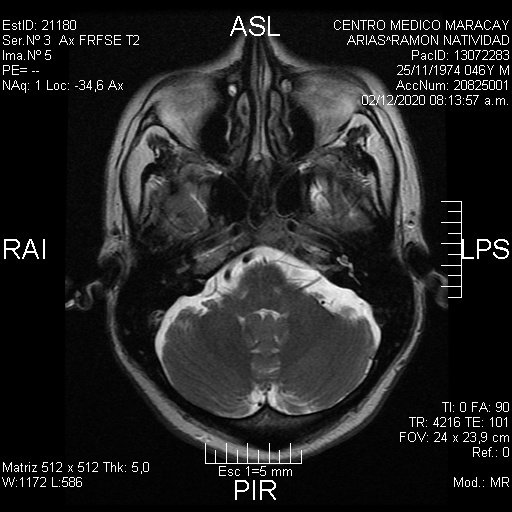 EstID: 21180
Ser.Nº 3 Ax FRFSE T2
Ima.Nº 5
PE= --
NAq: 1 Loc: -34,6 Ax
ASL
CENTRO MEDICO MARACAY
ARIAS^RAMON NATIVIDAD
PacID: 13072283
25/11/1974 046Y M
AccNum: 20825001
02/12/2020 08:13:57 a.m.
RAI
LPS
TI: 0 FA: 90
TR: 4216 TE: 101
FOV: 24 x 23,9 cm
Ref.: 0
Matriz 512 x 512 Thk: 5,0
W:1172 L:586
Esc 1=5 mm
PIR
Mod.: MR